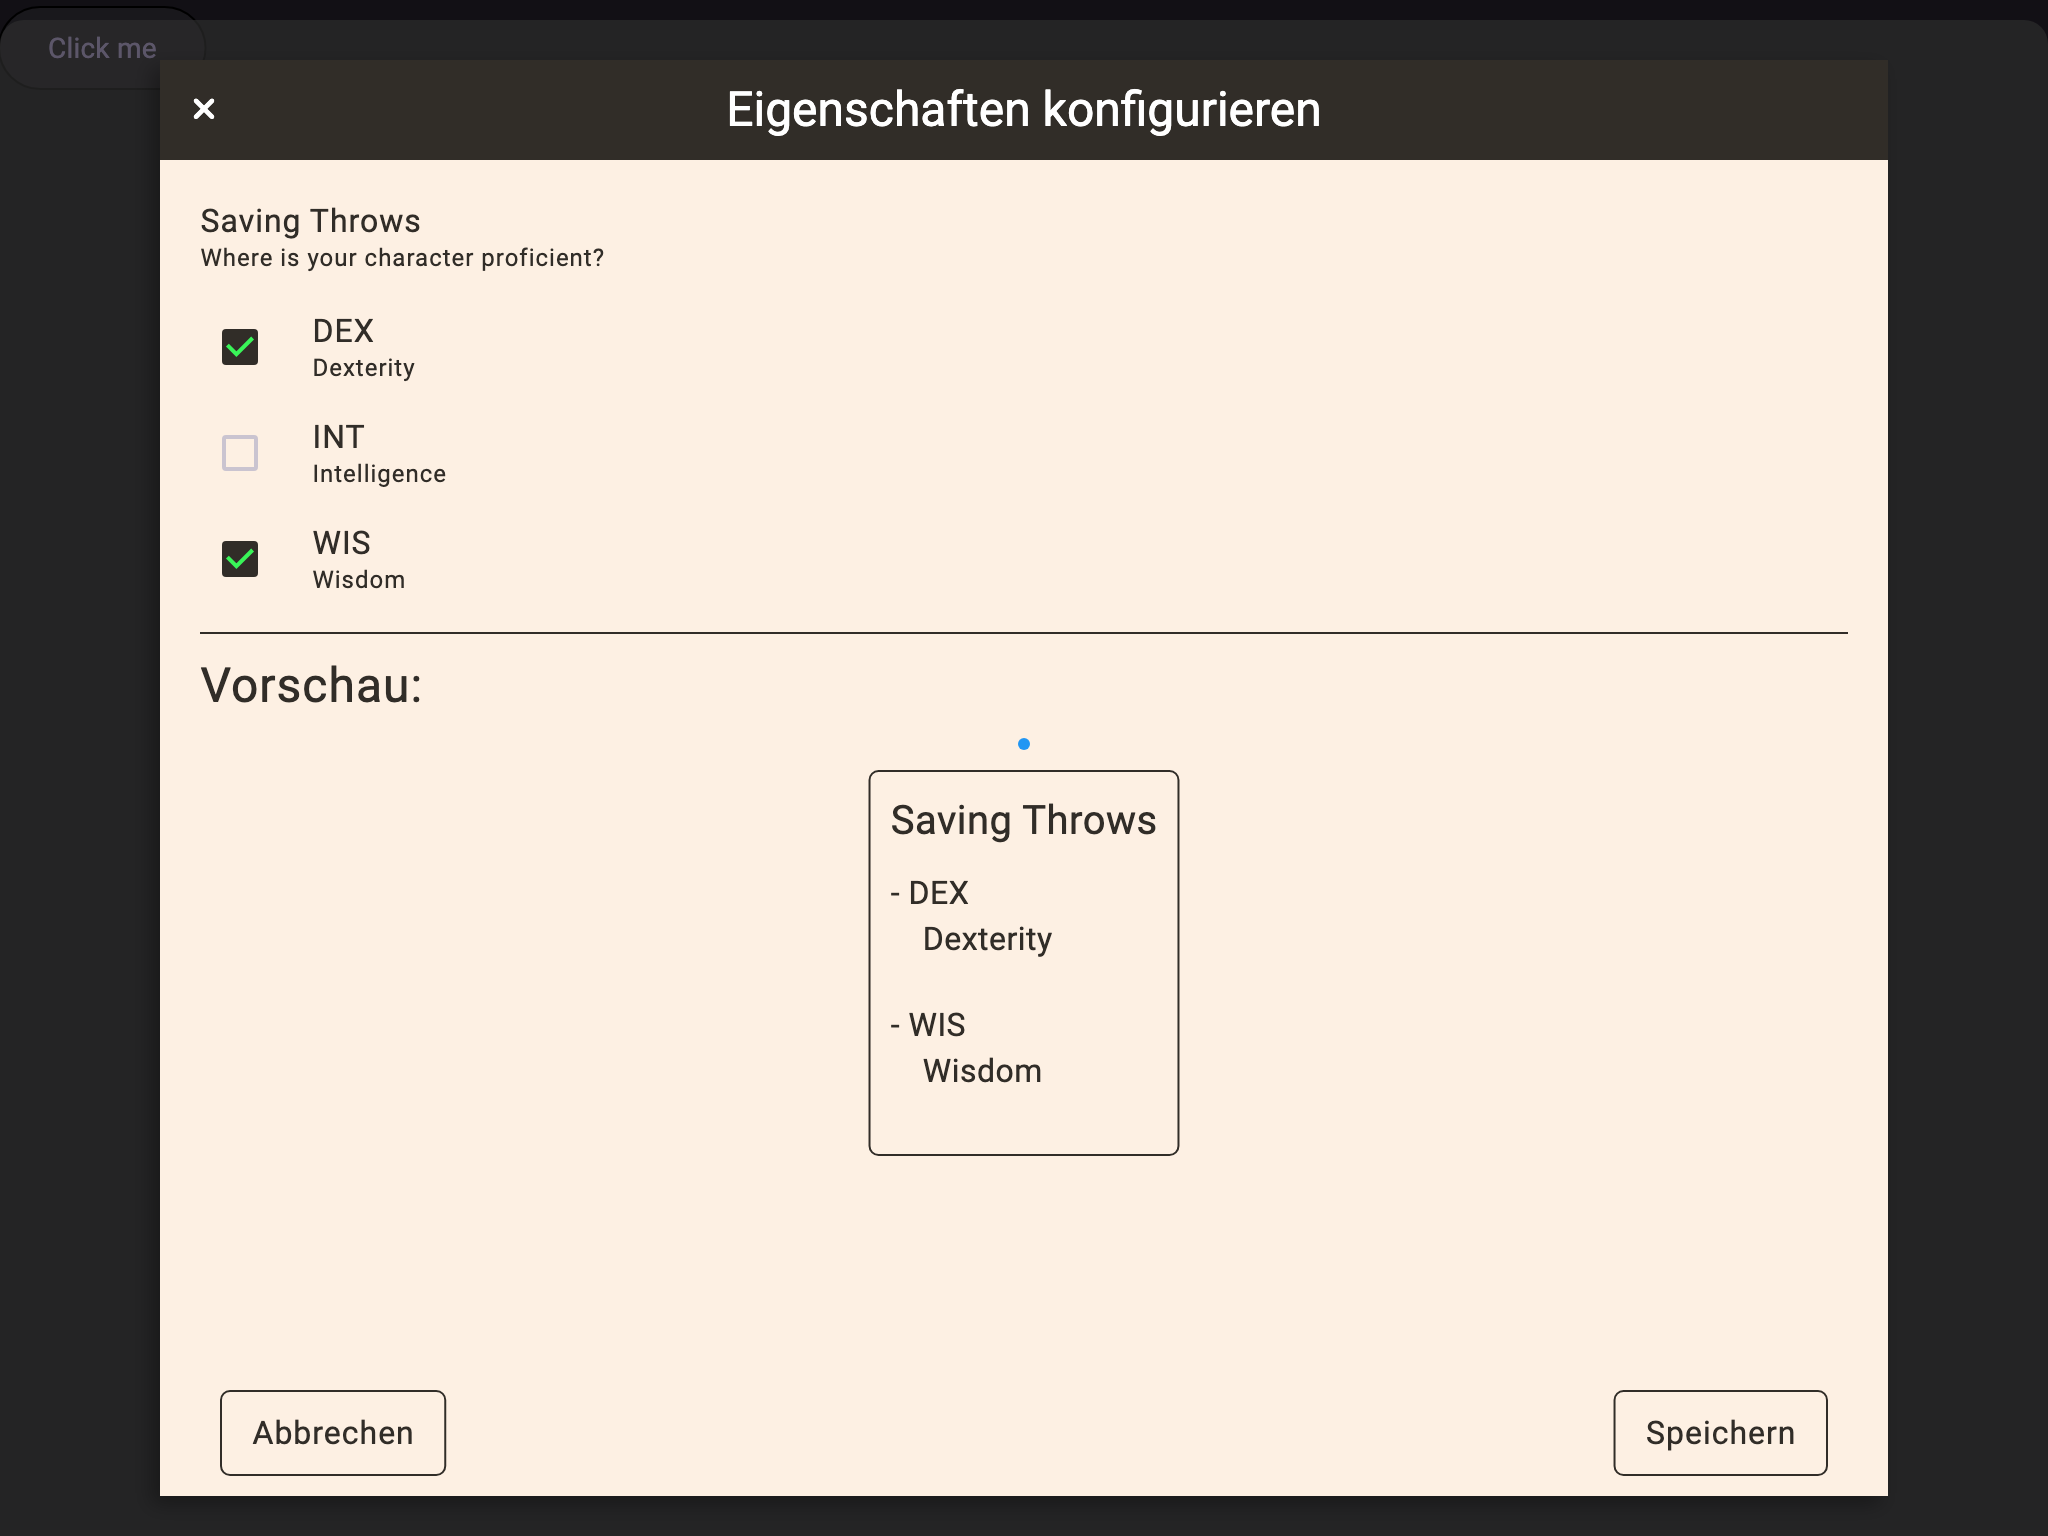 Click me
Eigenschaften konfigurieren
Saving Throws
Where is your character proficient?
DEX
Dexterity
INT
Intelligence
WIS
Wisdom
Vorschau:
Saving Throws
- DEX
Dexterity
- WIS
Wisdom
Abbrechen
Speichern